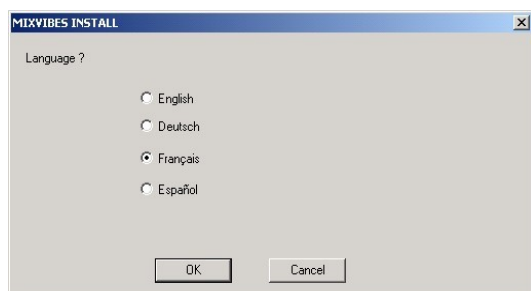 MIXVIBES INSTALL
Language ?
English
Deutsch
Français
Español
OK Cancel